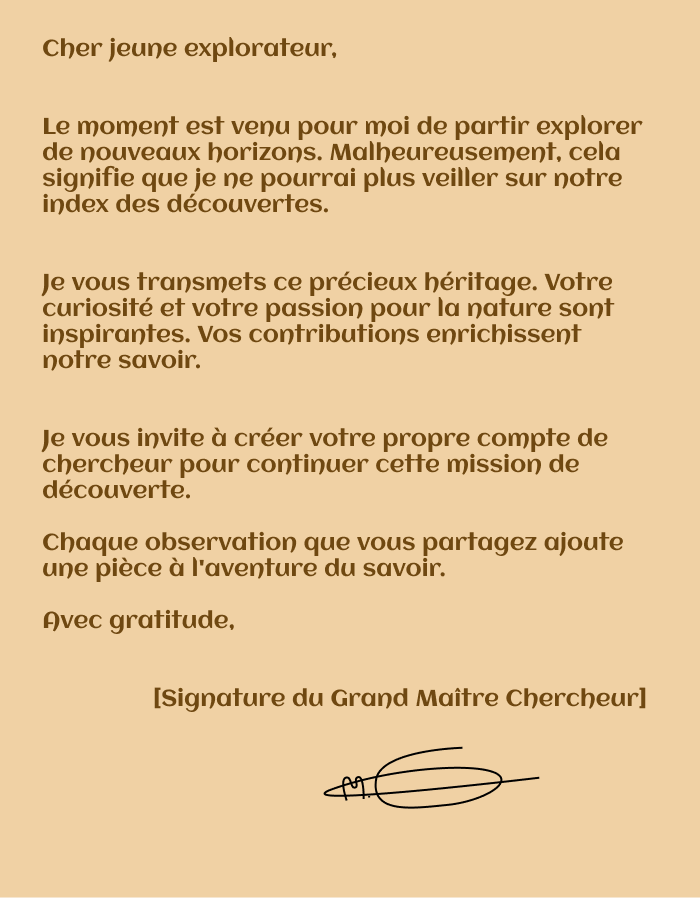 Cher jeune explorateur,
Le moment est venu pour moi de partir explorer
de nouveaux horizons. Malheureusement, cela
signifie que je ne pourrai plus veiller sur notre
index des découvertes.
Je vous transmets ce précieux héritage. Votre
curiosité et votre passion pour la nature sont
inspirantes. Vos contributions enrichissent
notre savoir.
Je vous invite à créer votre propre compte de
chercheur pour continuer cette mission de
découverte.
Chaque observation que vous partagez ajoute
une pièce à l'aventure du savoir.
Avec gratitude,
[Signature du Grand Maître Chercheur]
M.